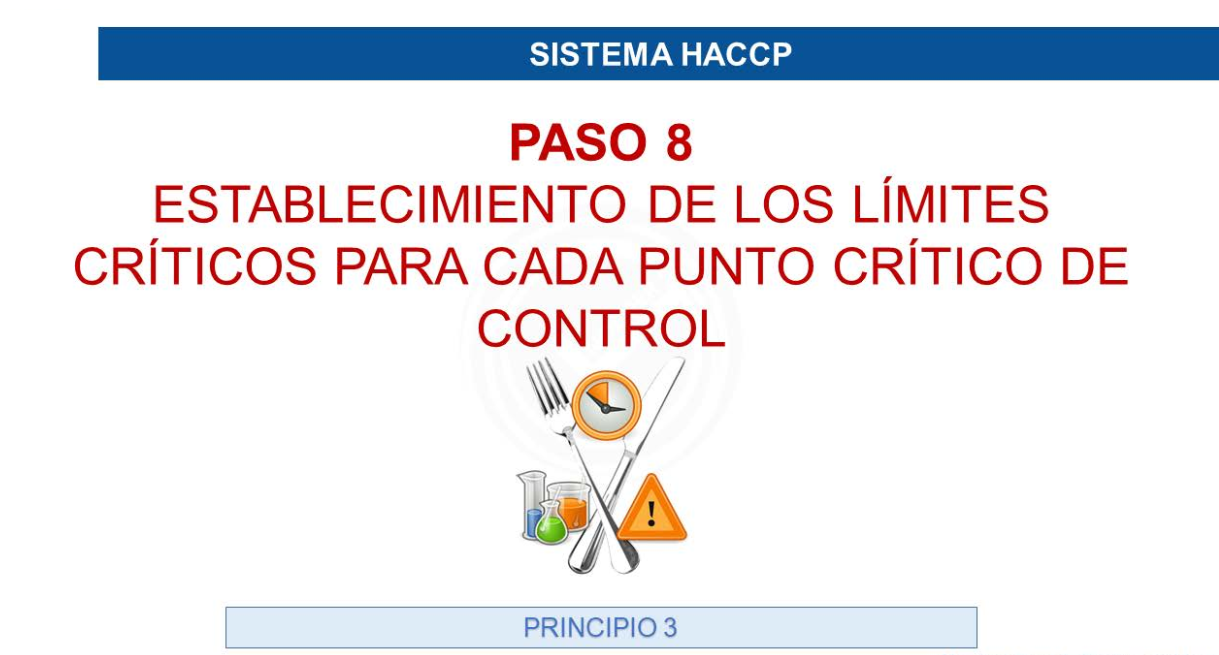 SISTEMA HACCP
PASO 8
ESTABLECIMIENTO DE LOS LÍMITES
CRÍTICOS PARA CADA PUNTO CRÍTICO DE
CONTROL
PRINCIPIO 3